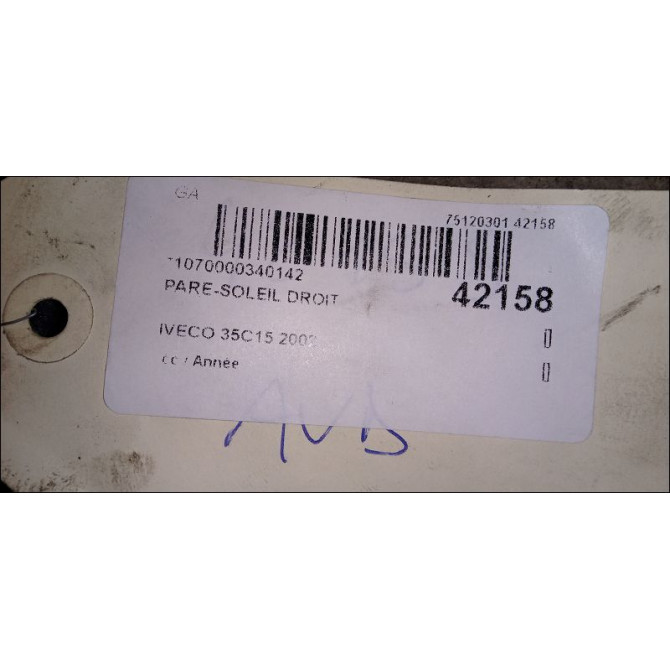 GA
75120301 42158
*1070000340142
PARE-SOLEIL DROIT
42158
IVECO 35C15
0
cc / Année
0
AVD